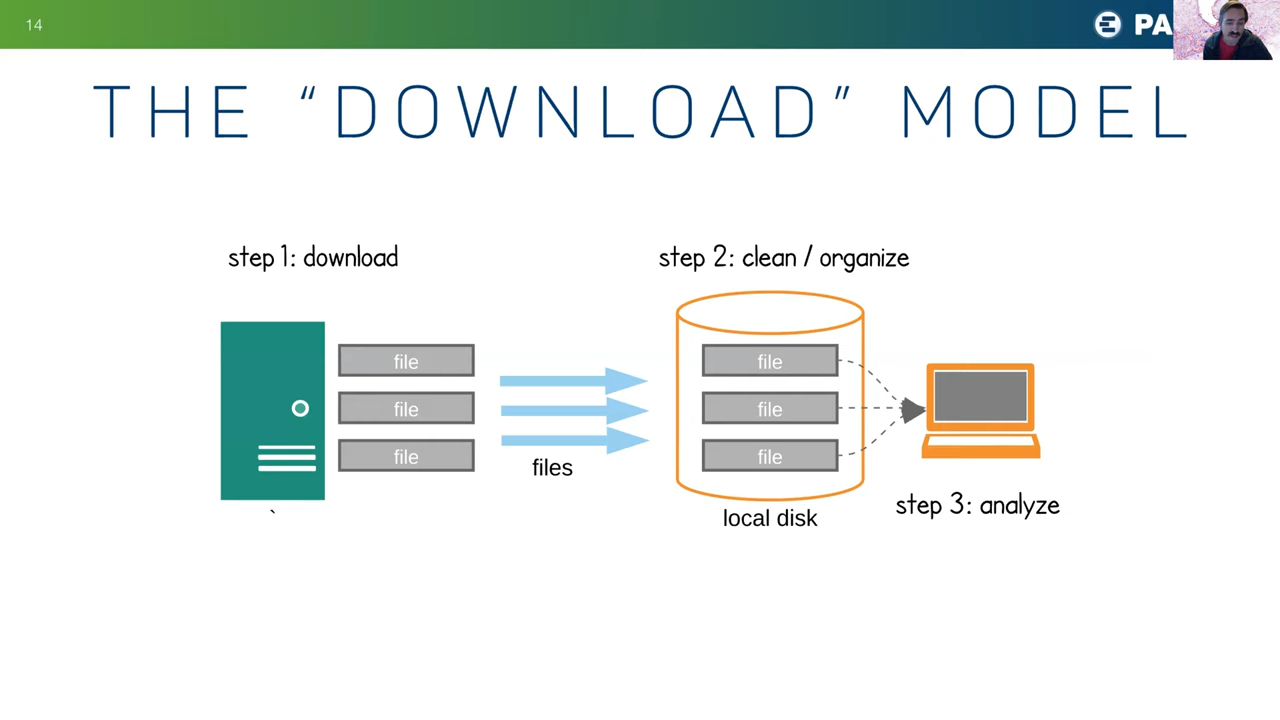 14
PA
THE “DOWNLOAD” MODEL
step 1: download
step 2: clean / organize
file
file
file
file
file
file
files
`
local disk
step 3: analyze